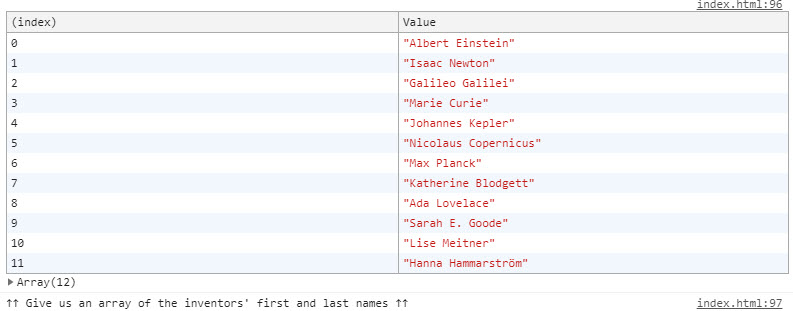 index.html:96
(index) Value
0 "Albert Einstein"
1 "Isaac Newton"
2 "Galileo Galilei"
3 "Marie Curie"
4 "Johannes Kepler"
5 "Nicolaus Copernicus"
6 "Max Planck"
7 "Katherine Blodgett"
8 "Ada Lovelace"
9 "Sarah E. Goode"
10 "Lise Meitner"
11 "Hanna Hammarström"
▶Array(12)
⇈ Give us an array of the inventors' first and last names ⇈ index.html:97